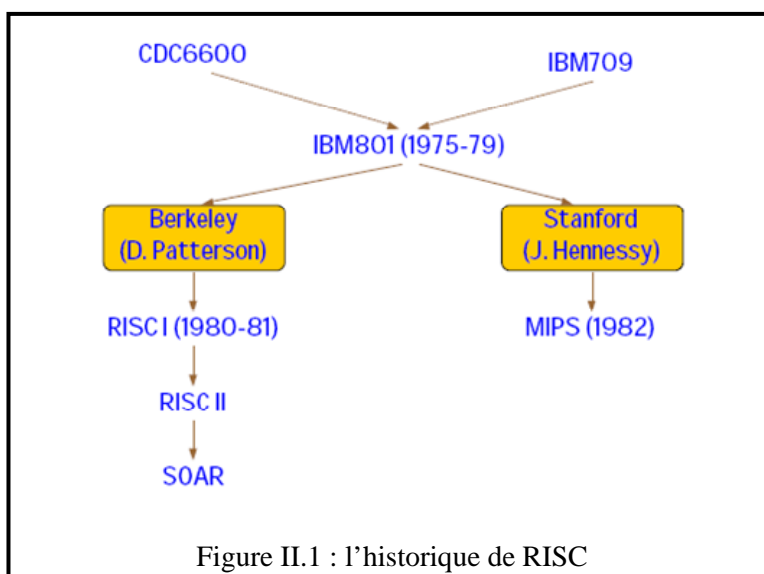 CDC6600
IBM709
IBM801 (1975-79)
Berkeley
(D. Patterson)
Stanford
(J. Hennessy)
RISC I (1980-81)
MIPS (1982)
RISC II
SOAR
Figure II.1 : l’historique de RISC